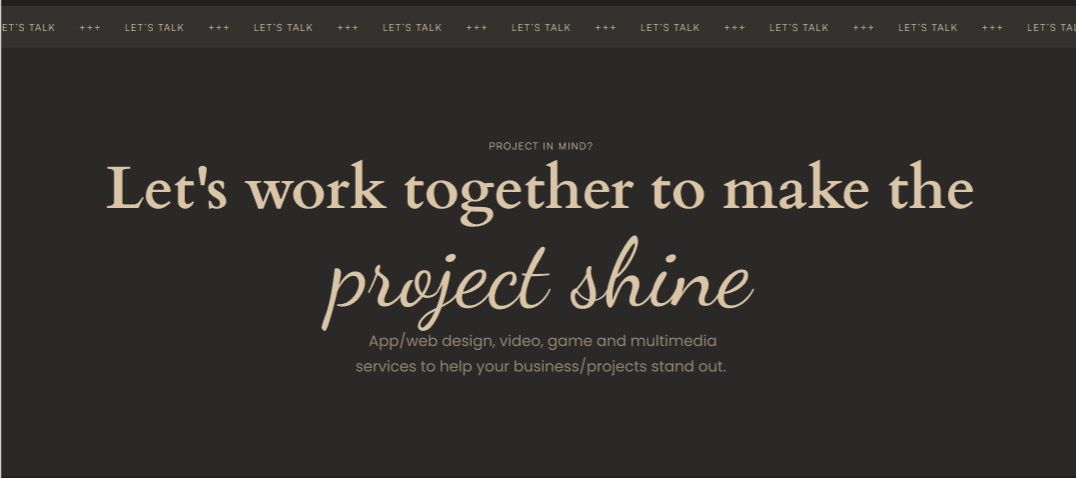 ET'S TALK +++ LET'S TALK +++ LET'S TALK +++ LET'S TALK +++ LET'S TALK +++ LET'S TALK +++ LET'S TALK +++ LET'S TALK +++ LET'S TAL
PROJECT IN MIND?
Let's work together to make the
project shine
App/web design, video, game and multimedia
services to help your business/projects stand out.